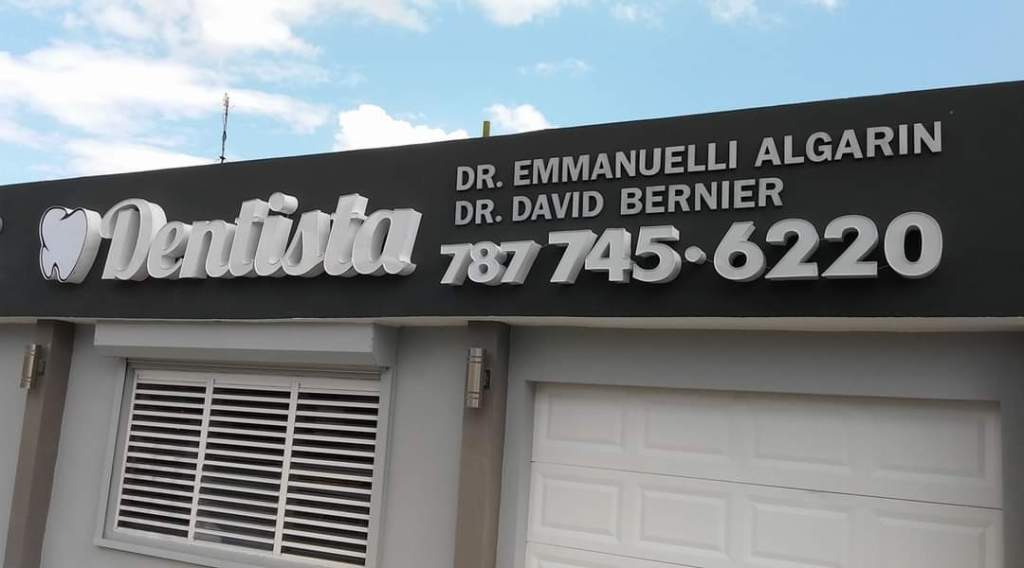 Dentista
DR. EMMANUELLI ALGARIN
DR. DAVID BERNIER
787 745·6220